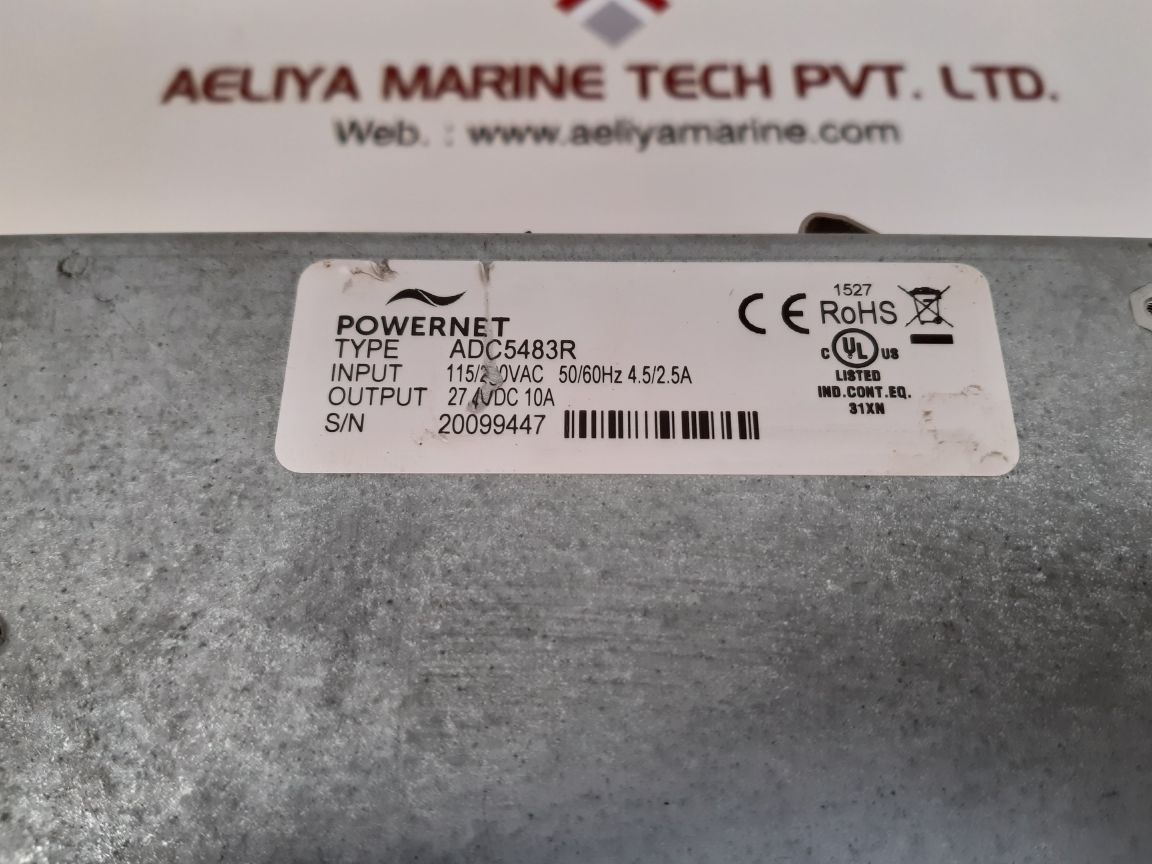 AELIYA MARINE TECH PVT. LTD.
Web. : www.aeliyamarine.com
POWERNET
TYPE ADC5483R
INPUT 50/60Hz 4.5/2.5A
OUTPUT 10A
S/N 20099447
CE 1527
RoHS
C UL US
LISTED
IND.CONT.EQ.
31XN